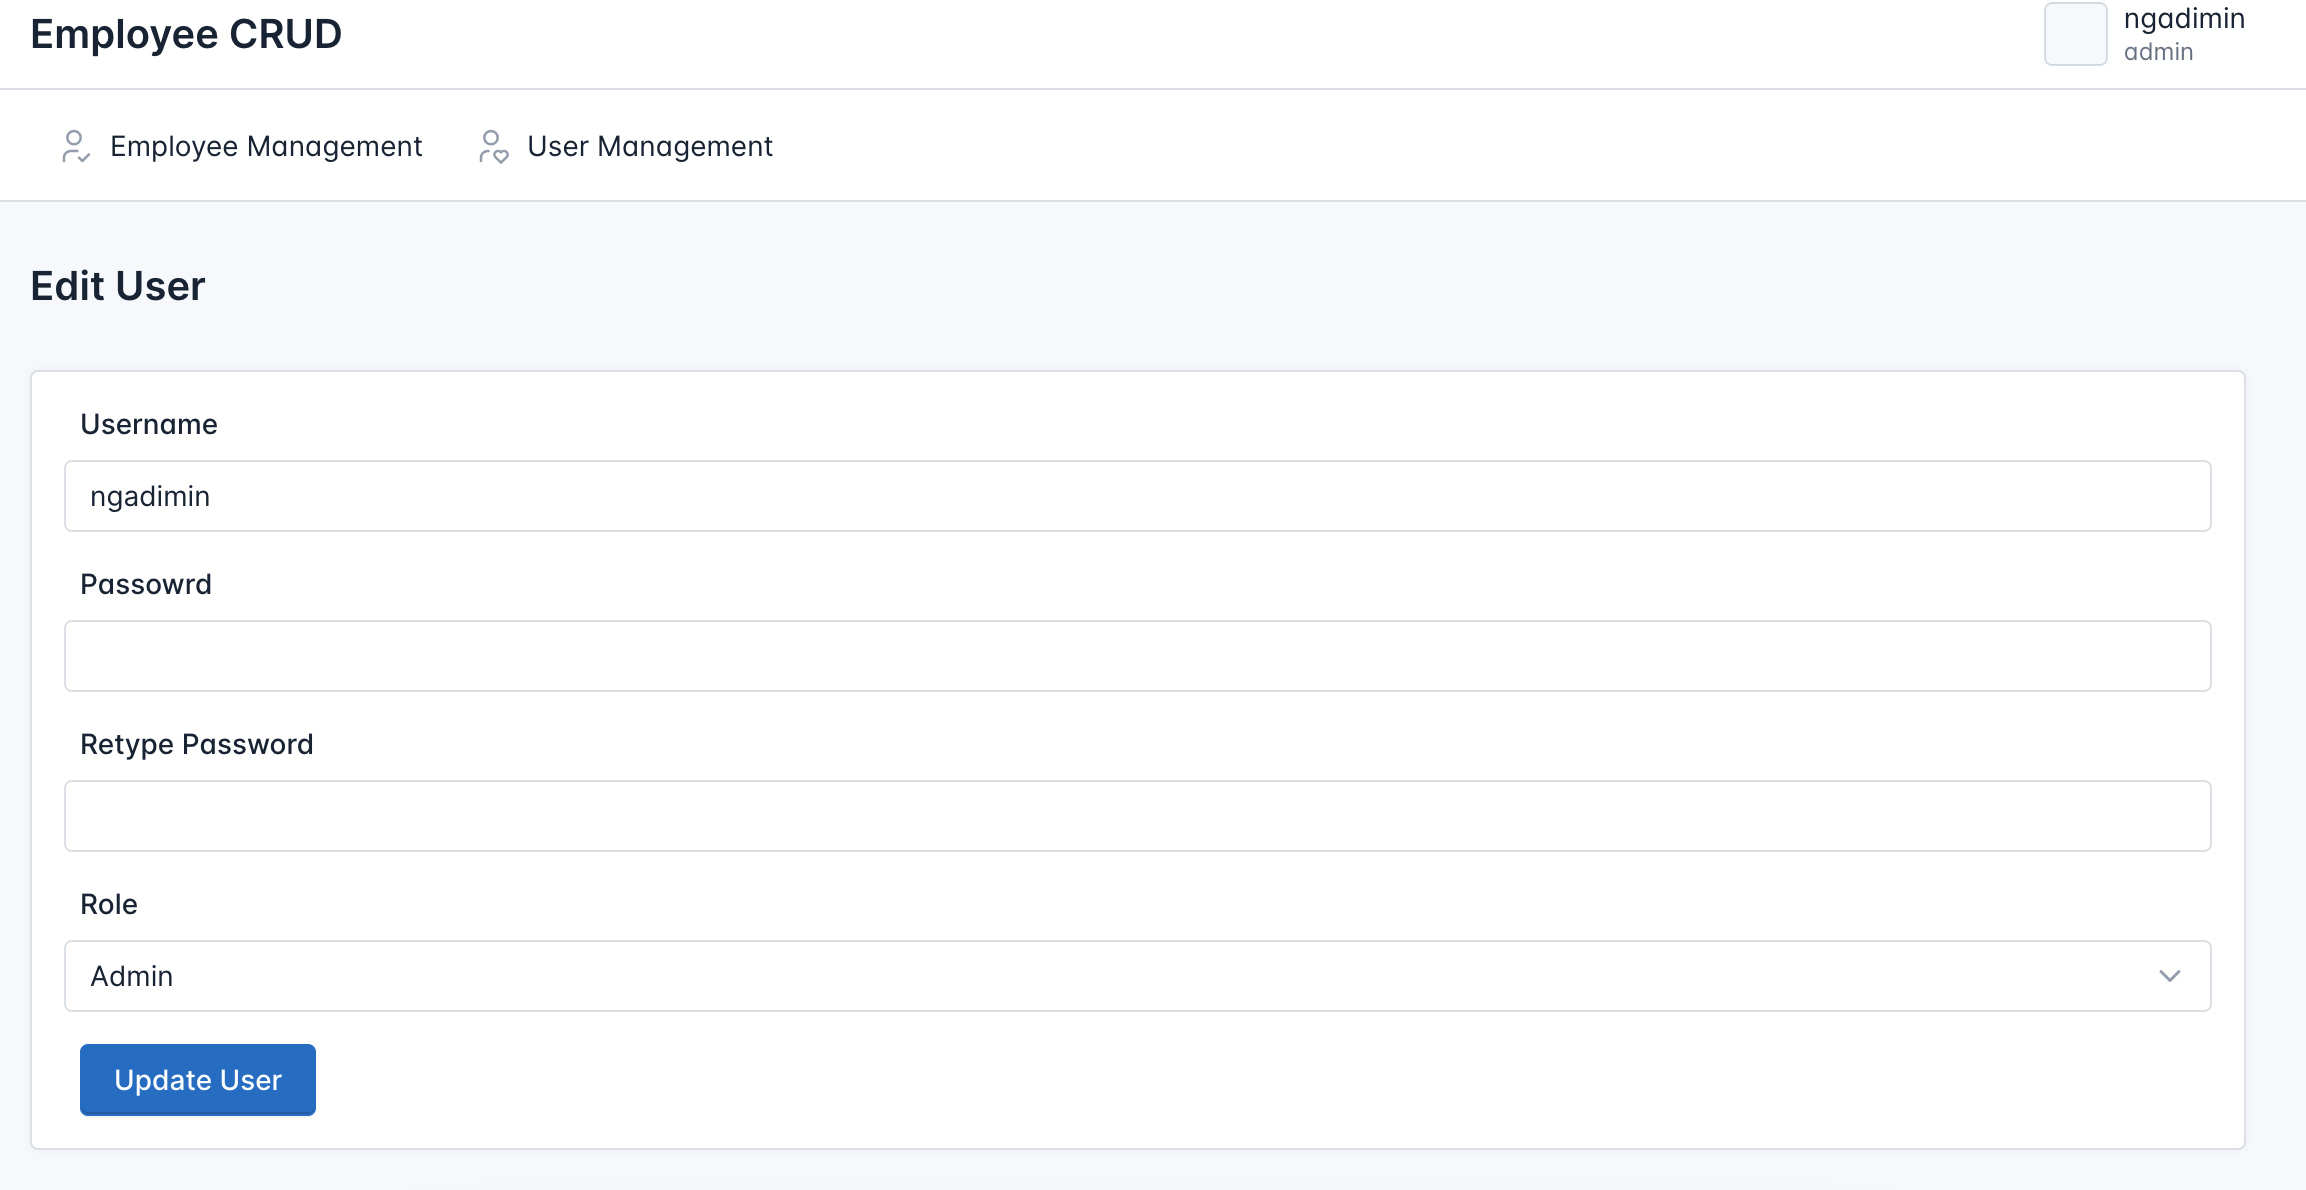 Employee CRUD
ngadimin
admin
Employee Management
User Management
Edit User
Username
ngadimin
Passowrd
Retype Password
Role
Admin
Update User